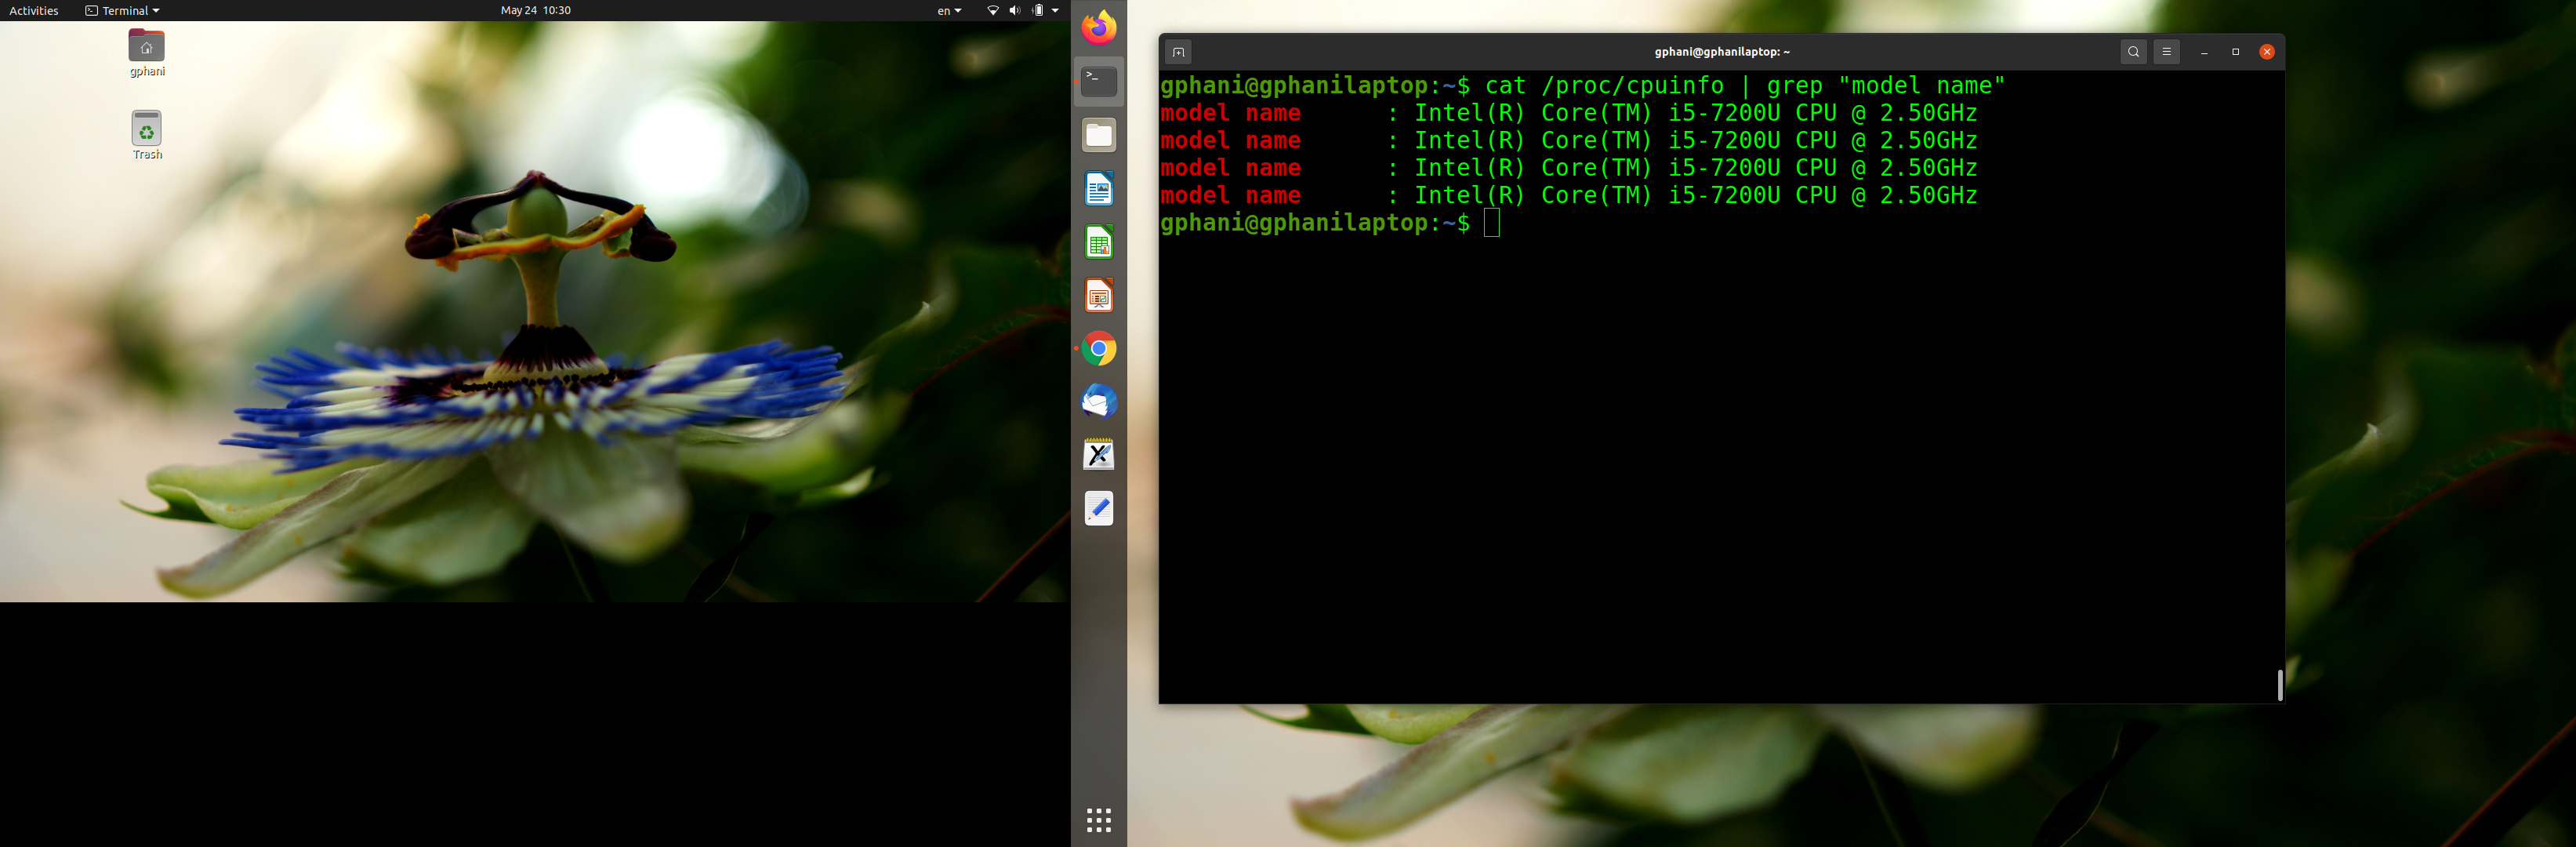 Activities Terminal May 24 10:30 en
gphani
Trash
gphani@gphanilaptop: ~
gphani@gphanilaptop:~$ cat /proc/cpuinfo | grep "model name"
model name : Intel(R) Core(TM) i5-7200U CPU @ 2.50GHz
model name : Intel(R) Core(TM) i5-7200U CPU @ 2.50GHz
model name : Intel(R) Core(TM) i5-7200U CPU @ 2.50GHz
model name : Intel(R) Core(TM) i5-7200U CPU @ 2.50GHz
gphani@gphanilaptop:~$